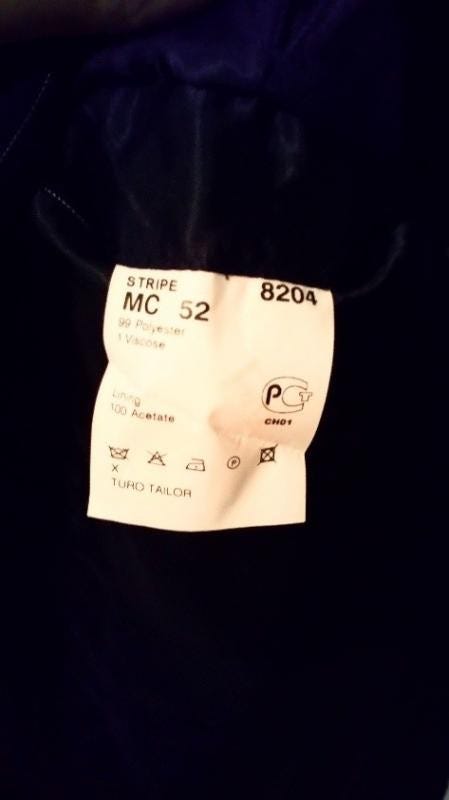 STRIPE
MC 52
8204
99 Polyester
1 Viscose
Lining
100 Acetate
PCT
CH01
P
X
TURO TAILOR